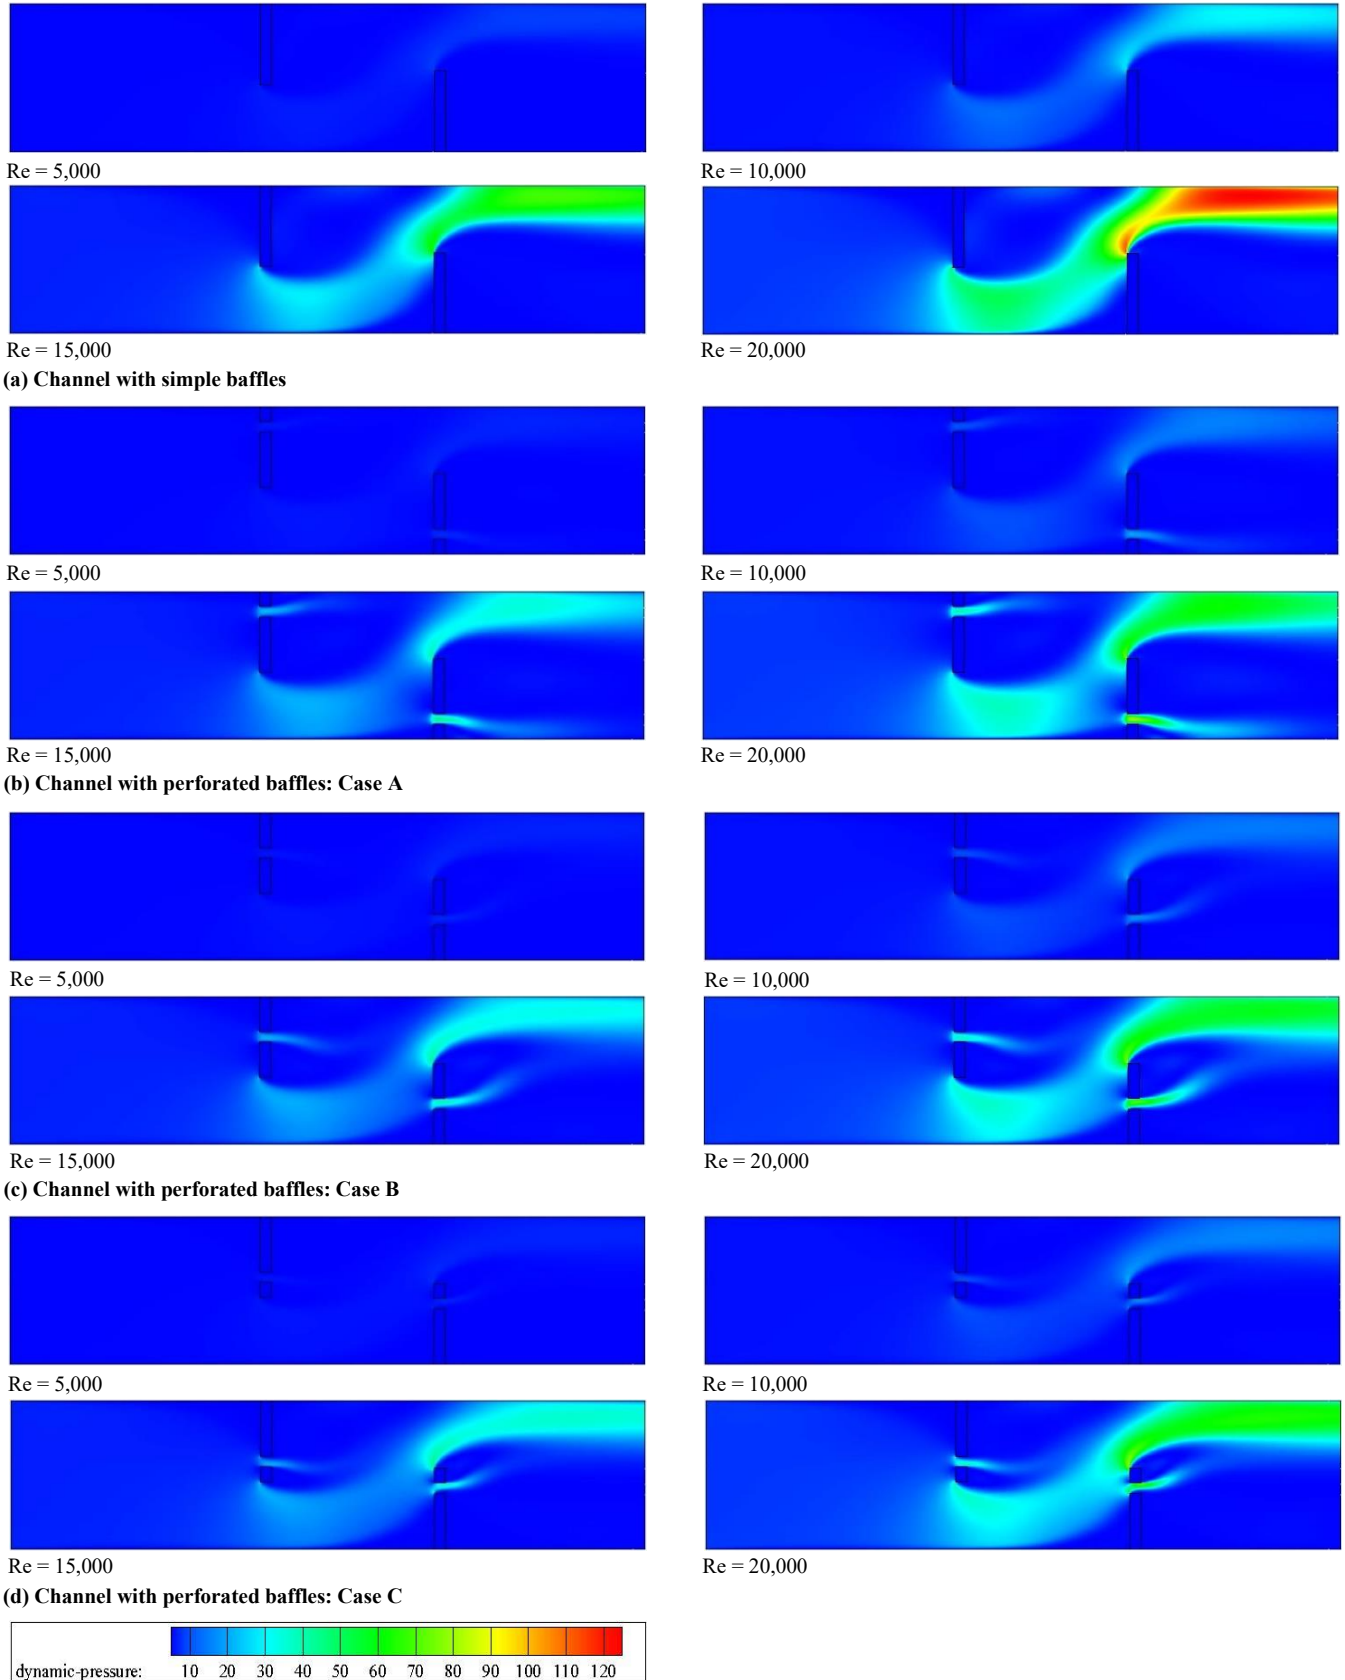 Re = 5,000
Re = 10,000
Re = 15,000
Re = 20,000
(a) Channel with simple baffles
Re = 5,000
Re = 10,000
Re = 15,000
Re = 20,000
(b) Channel with perforated baffles: Case A
Re = 5,000
Re = 10,000
Re = 15,000
Re = 20,000
(c) Channel with perforated baffles: Case B
Re = 5,000
Re = 10,000
Re = 15,000
Re = 20,000
(d) Channel with perforated baffles: Case C
dynamic-pressure: 10 20 30 40 50 60 70 80 90 100 110 120